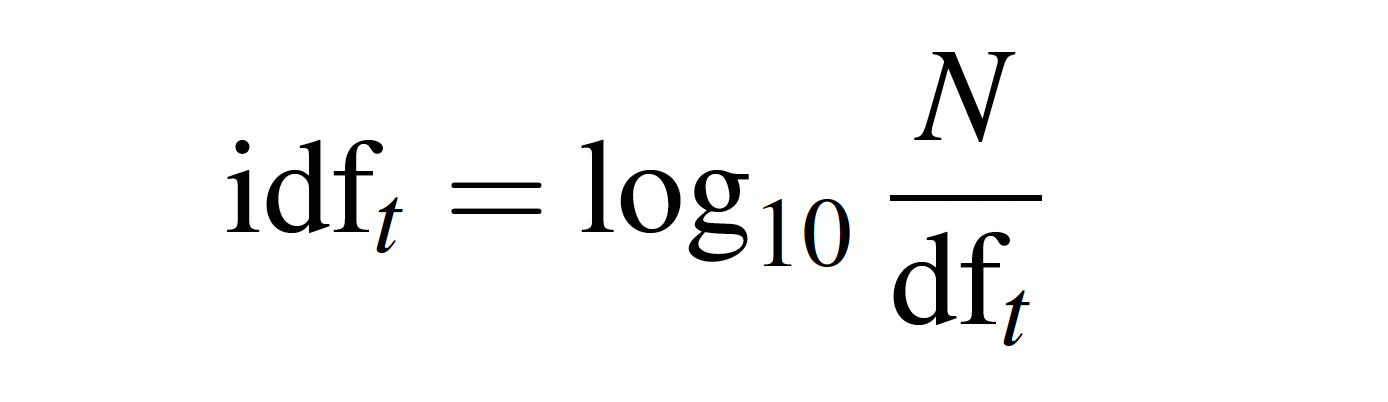 idf_t = log_10 N/df_t